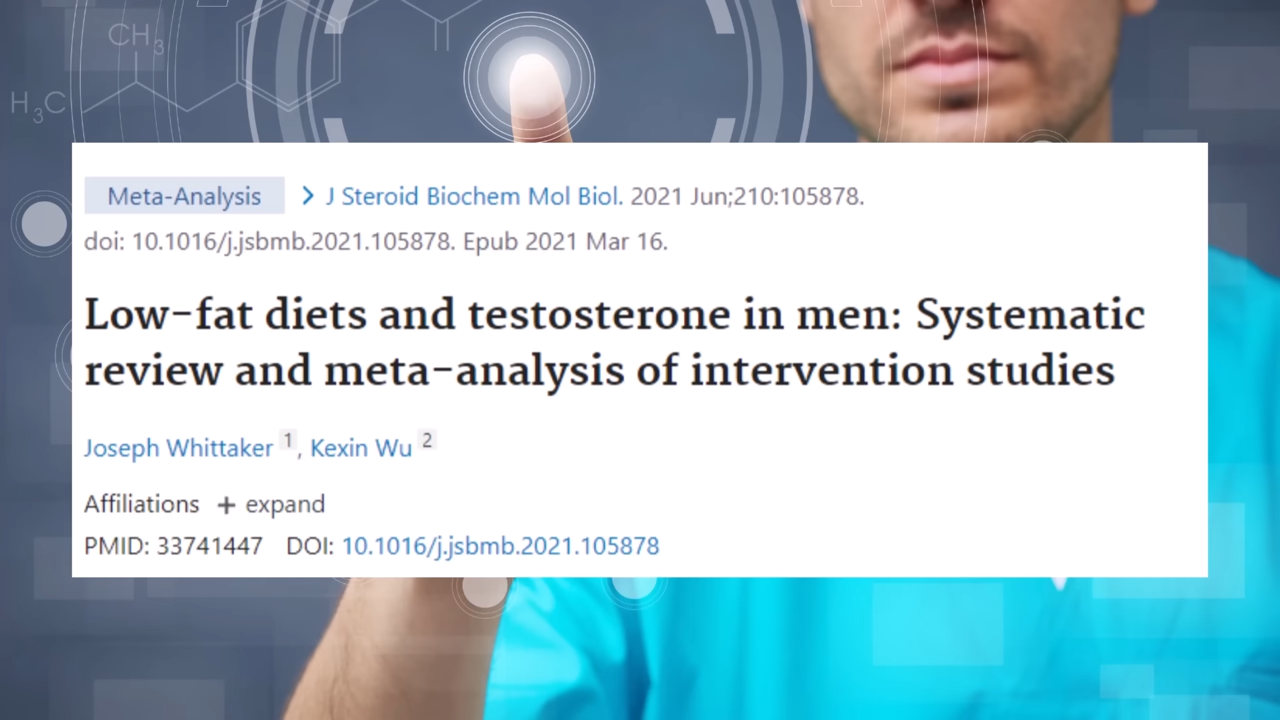 CH3
H3C
Meta-Analysis > J Steroid Biochem Mol Biol. 2021 Jun;210:105878.
doi: 10.1016/j.jsbmb.2021.105878. Epub 2021 Mar 16.
Low-fat diets and testosterone in men: Systematic
review and meta-analysis of intervention studies
Joseph Whittaker 1, Kexin Wu 2
Affiliations + expand
PMID: 33741447 DOI: 10.1016/j.jsbmb.2021.105878